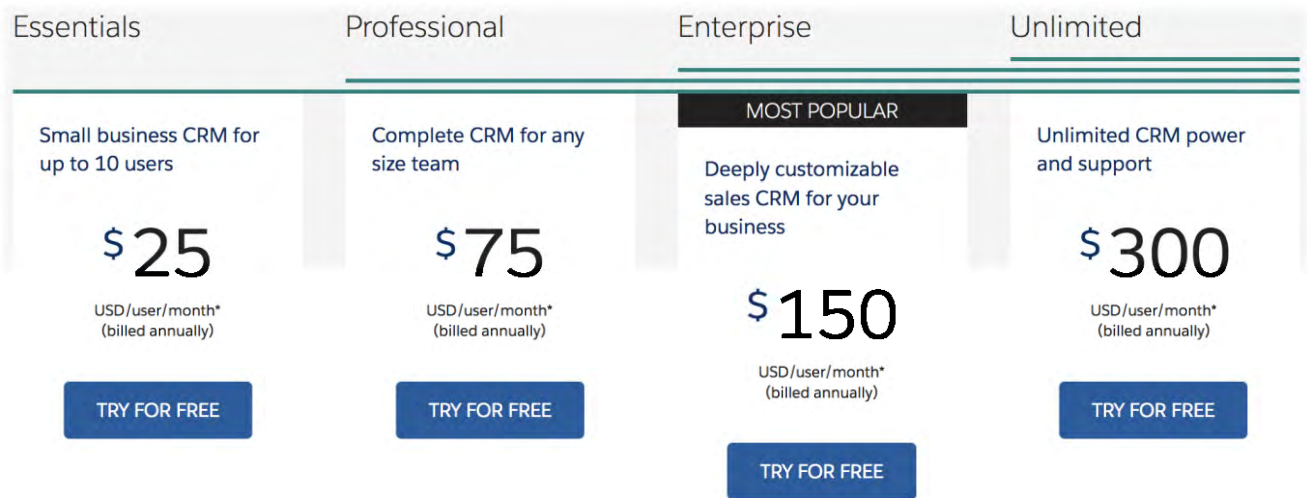 Essentials
Small business CRM for
up to 10 users
$25
USD/user/month*
(billed annually)
TRY FOR FREE
Professional
Complete CRM for any
size team
$75
USD/user/month*
(billed annually)
TRY FOR FREE
Enterprise
MOST POPULAR
Deeply customizable
sales CRM for your
business
$150
USD/user/month*
(billed annually)
TRY FOR FREE
Unlimited
Unlimited CRM power
and support
$300
USD/user/month*
(billed annually)
TRY FOR FREE